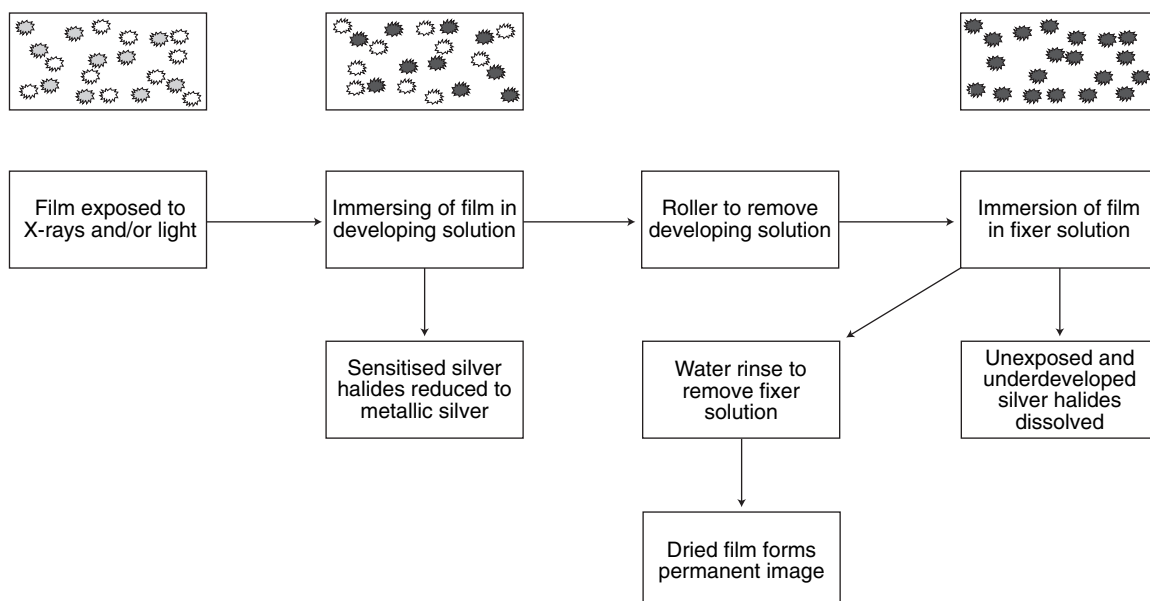 Film exposed to
X-rays and/or light
Immersing of film in
developing solution
Roller to remove
developing solution
Immersion of film
in fixer solution
Sensitised silver
halides reduced to
metallic silver
Water rinse to
remove fixer
solution
Unexposed and
underdeveloped
silver halides
dissolved
Dried film forms
permanent image